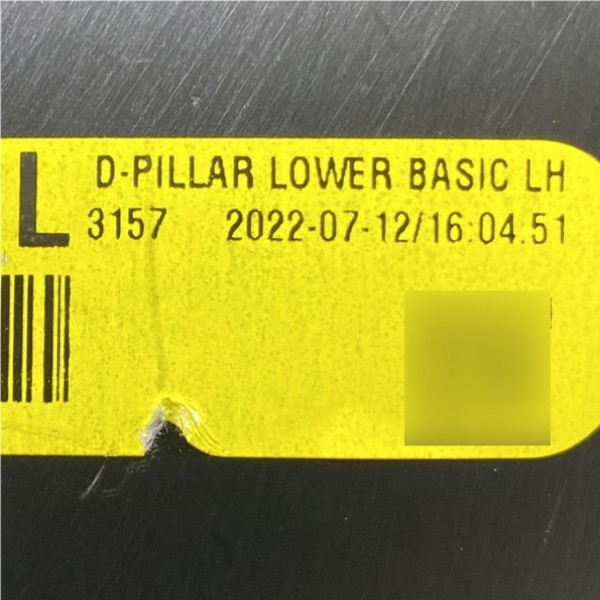 L
D-PILLAR LOWER BASIC LH
3157 2022-07-12/16:04.51